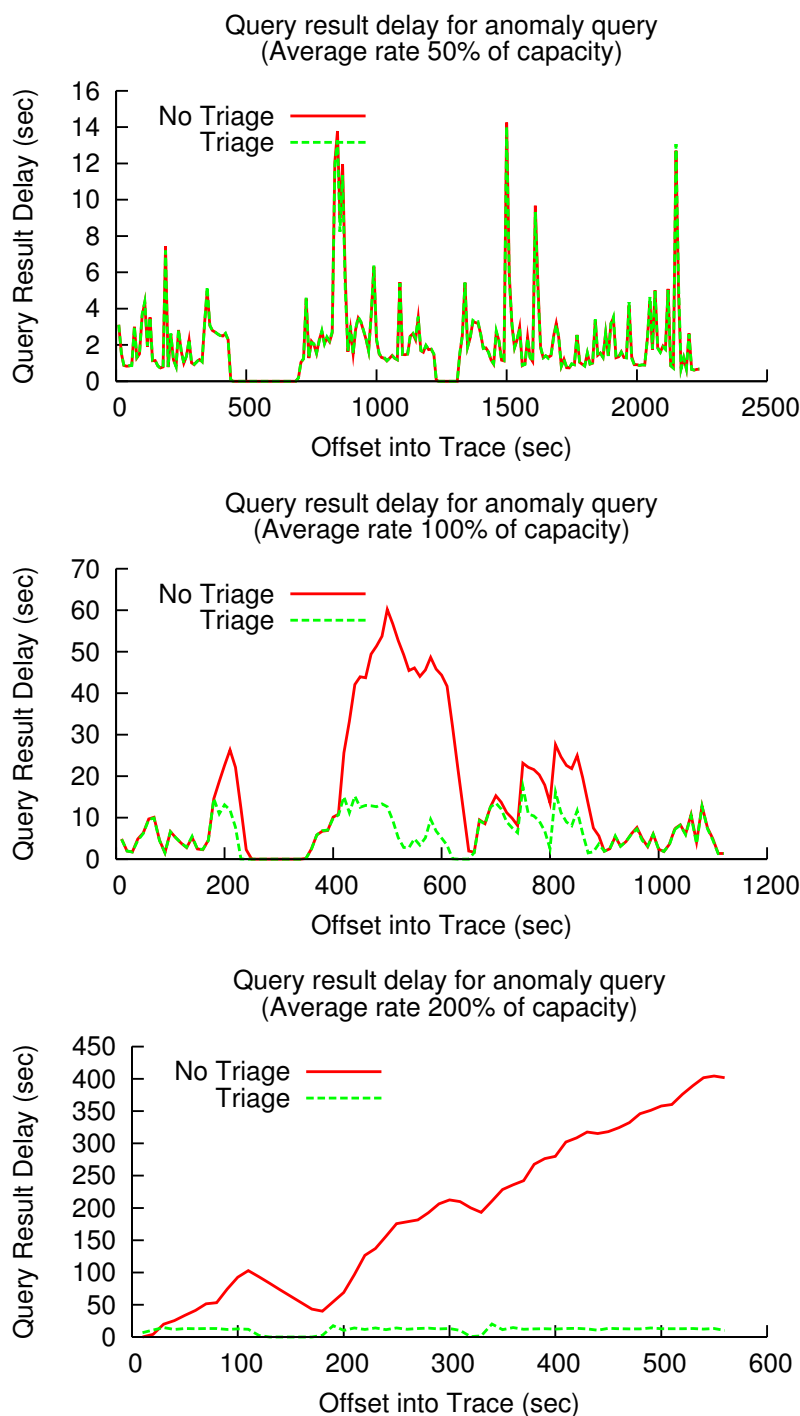 Query result delay for anomaly query
(Average rate 50% of capacity)
16
14
12
10
8
6
4
2
0
Query Result Delay (sec)
No Triage
Triage
0 500 1000 1500 2000 2500
Offset into Trace (sec)
Query result delay for anomaly query
(Average rate 100% of capacity)
70
60
50
40
30
20
10
0
Query Result Delay (sec)
No Triage
Triage
0 200 400 600 800 1000 1200
Offset into Trace (sec)
Query result delay for anomaly query
(Average rate 200% of capacity)
450
400
350
300
250
200
150
100
50
0
Query Result Delay (sec)
No Triage
Triage
0 100 200 300 400 500 600
Offset into Trace (sec)